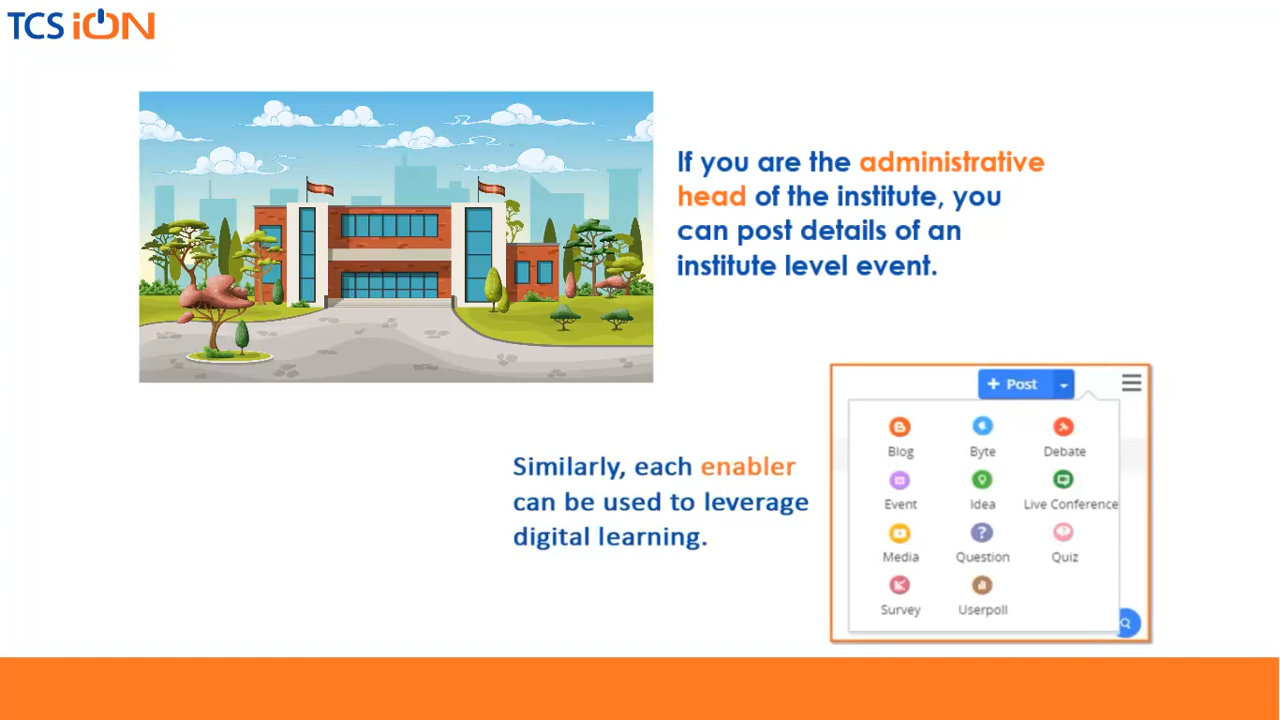 TCS iON
If you are the administrative
head of the institute, you
can post details of an
institute level event.
Similarly, each enabler
can be used to leverage
digital learning.
+ Post
Blog Byte Debate
Event Idea Live Conference
Media Question Quiz
Survey Userpoll